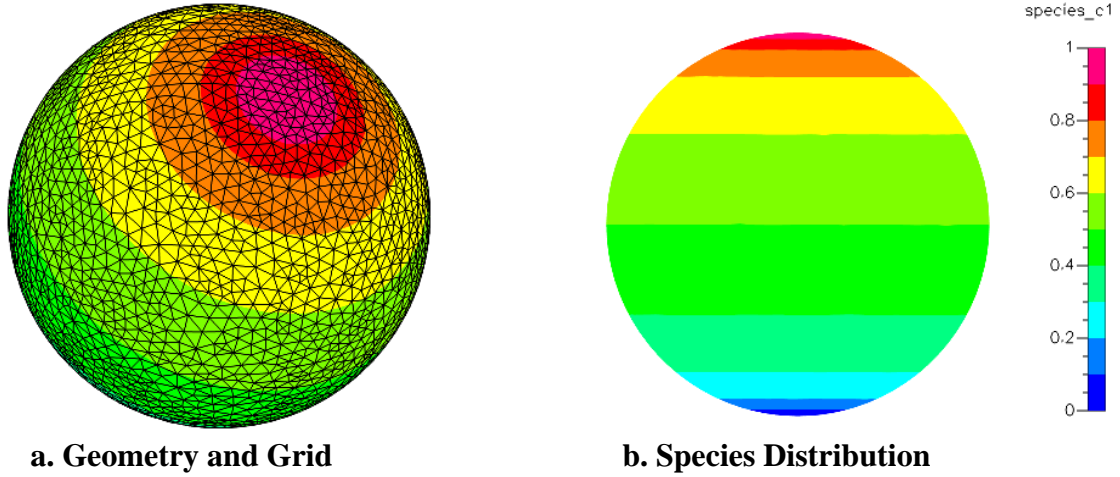 species_c1
1
0.8
0.6
0.4
0.2
0
a. Geometry and Grid
b. Species Distribution